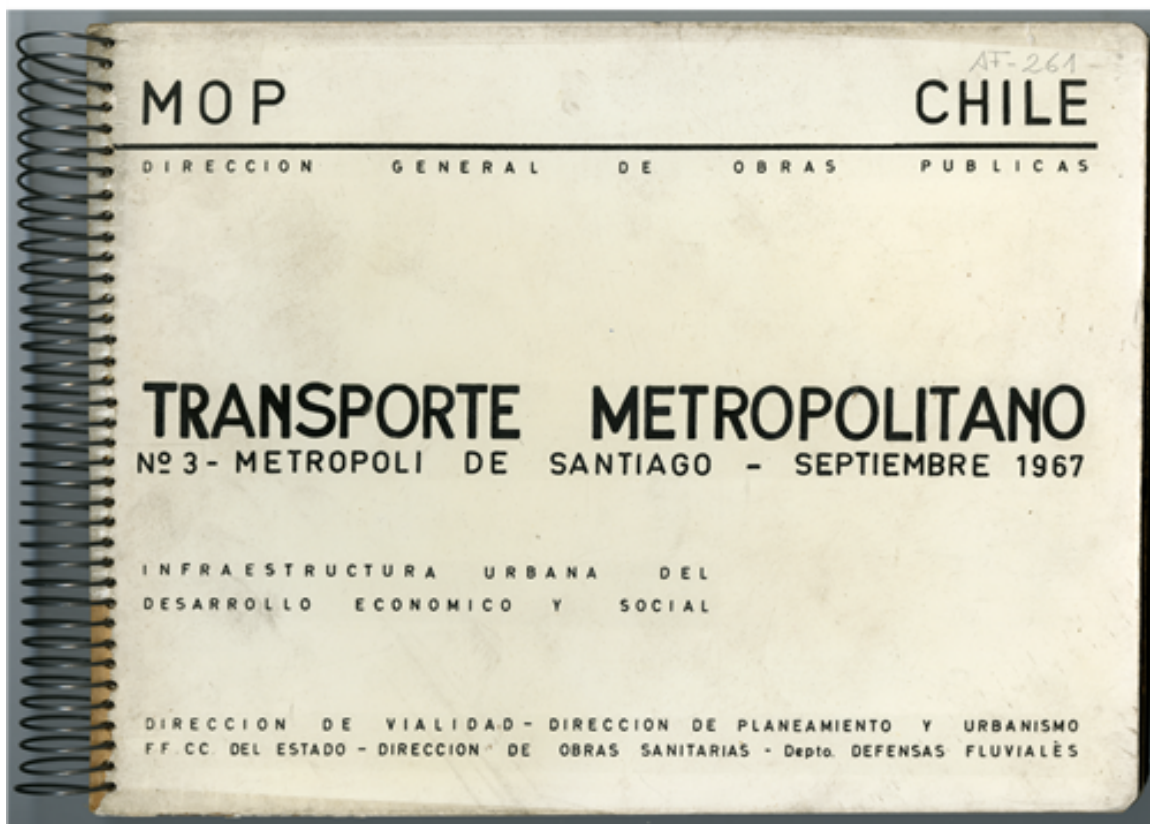 AF-261
MOP CHILE
DIRECCION GENERAL DE OBRAS PUBLICAS
TRANSPORTE METROPOLITANO
Nº 3 - METROPOLI DE SANTIAGO - SEPTIEMBRE 1967
INFRAESTRUCTURA URBANA DEL
DESARROLLO ECONOMICO Y SOCIAL
DIRECCION DE VIALIDAD - DIRECCION DE PLANEAMIENTO Y URBANISMO
F.F.CC. DEL ESTADO - DIRECCION DE OBRAS SANITARIAS - Depto. DEFENSAS FLUVIALES